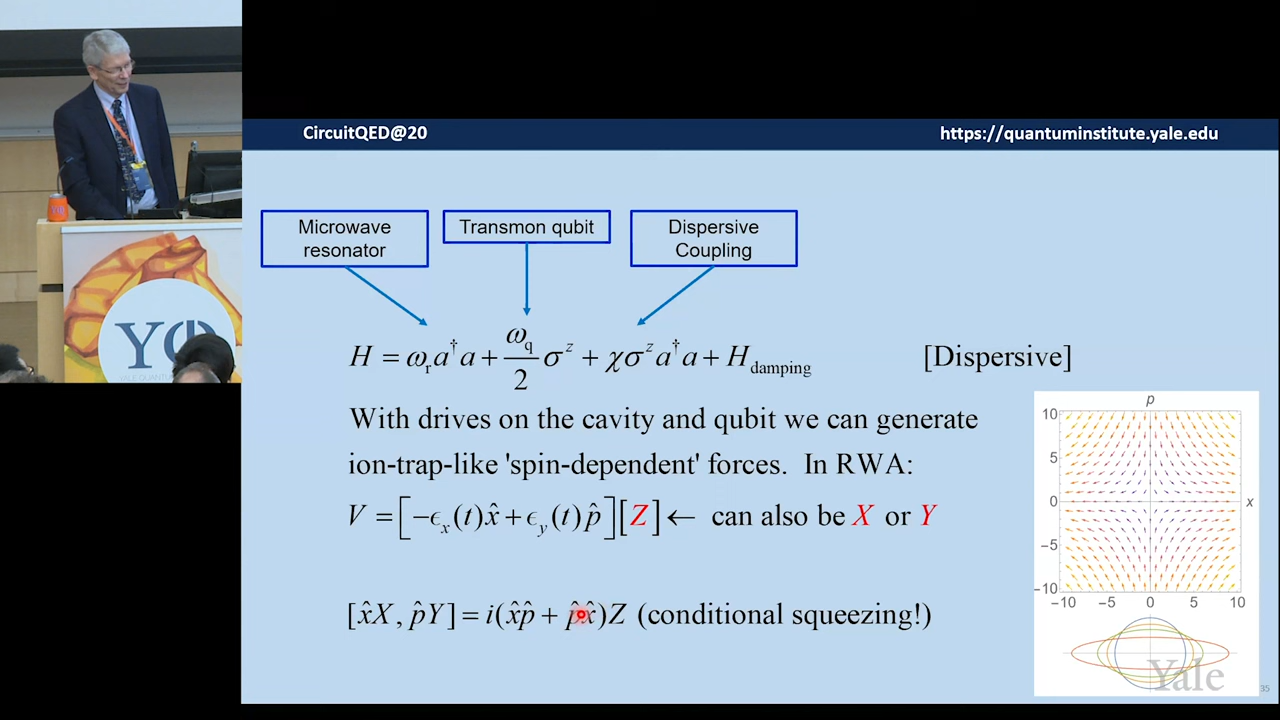 CircuitQED@20
https://quantuminstitute.yale.edu
Microwave
resonator
Transmon qubit
Dispersive
Coupling
H = ω_r a†a + ω_q/2 σ^z + χσ^z a†a + H_damping [Dispersive]
With drives on the cavity and qubit we can generate
ion-trap-like 'spin-dependent' forces. In RWA:
V = [−ϵ_x(t)x̂ + ϵ_y(t)p̂][Z] ← can also be X or Y
[x̂X, p̂Y] = i(x̂p̂ + p̂x̂)Z (conditional squeezing!)
p
10
5
0
−5
−10
x
−10 −5 0 5 10
Yale
35
YQI